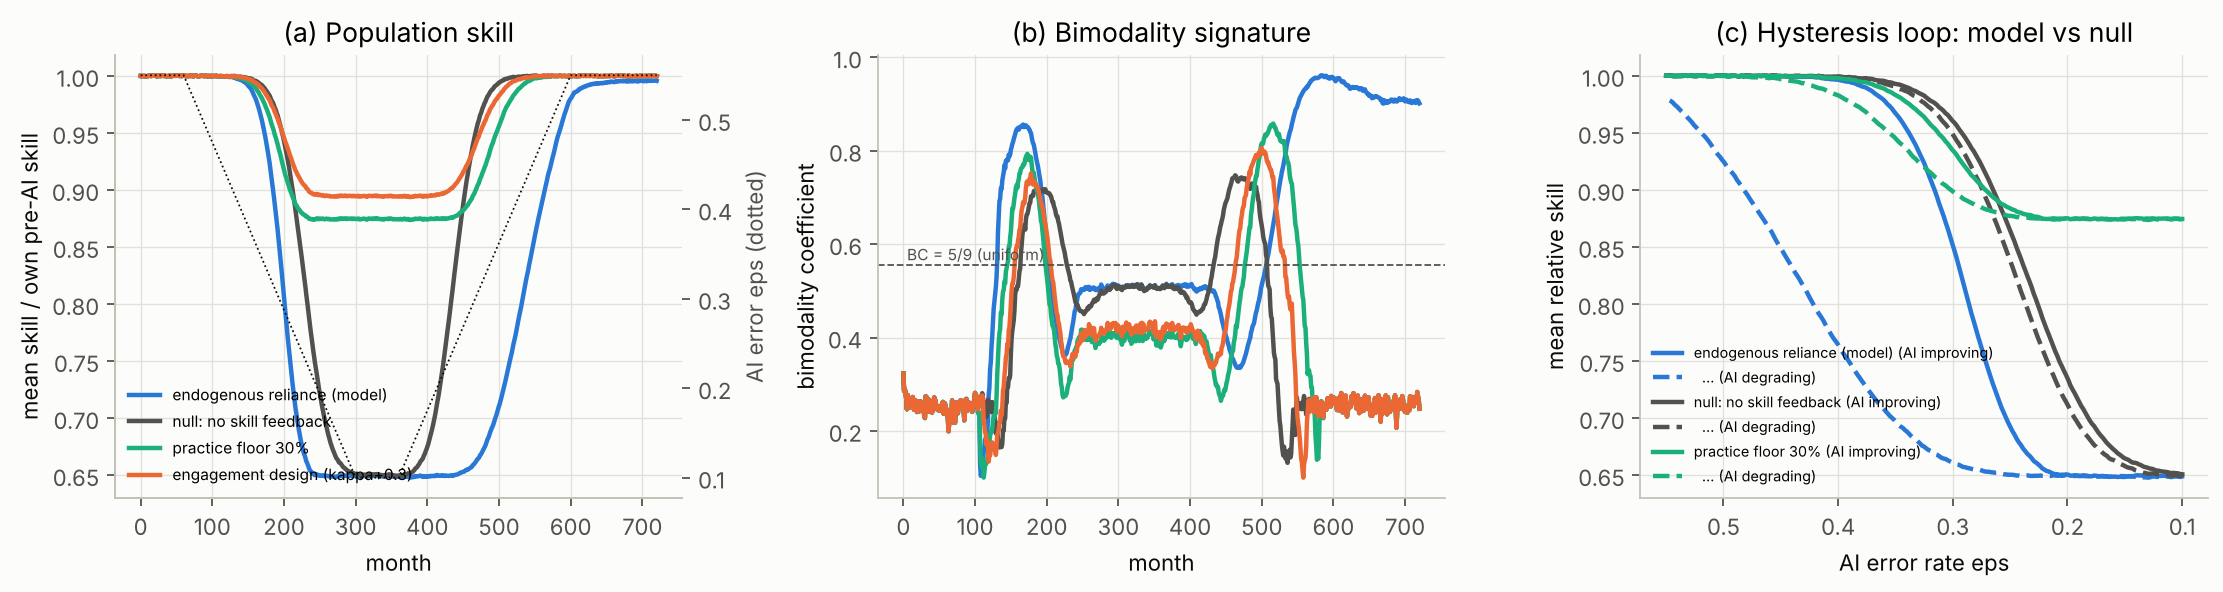 (a) Population skill
mean skill / own pre-AI skill
1.00
0.95
0.90
0.85
0.80
0.75
0.70
0.65
endogenous reliance (model)
null: no skill feedback
practice floor 30%
engagement design (kappa=0.3)
0 100 200 300 400 500 600 700
month
0.5
0.4
0.3
0.2
0.1
AI error eps (dotted)
(b) Bimodality signature
bimodality coefficient
1.0
0.8
0.6
0.4
0.2
BC = 5/9 (uniform)
0 100 200 300 400 500 600 700
month
(c) Hysteresis loop: model vs null
mean relative skill
1.00
0.95
0.90
0.85
0.80
0.75
0.70
0.65
endogenous reliance (model) (AI improving)
... (AI degrading)
null: no skill feedback (AI improving)
... (AI degrading)
practice floor 30% (AI improving)
... (AI degrading)
0.5 0.4 0.3 0.2 0.1
AI error rate eps